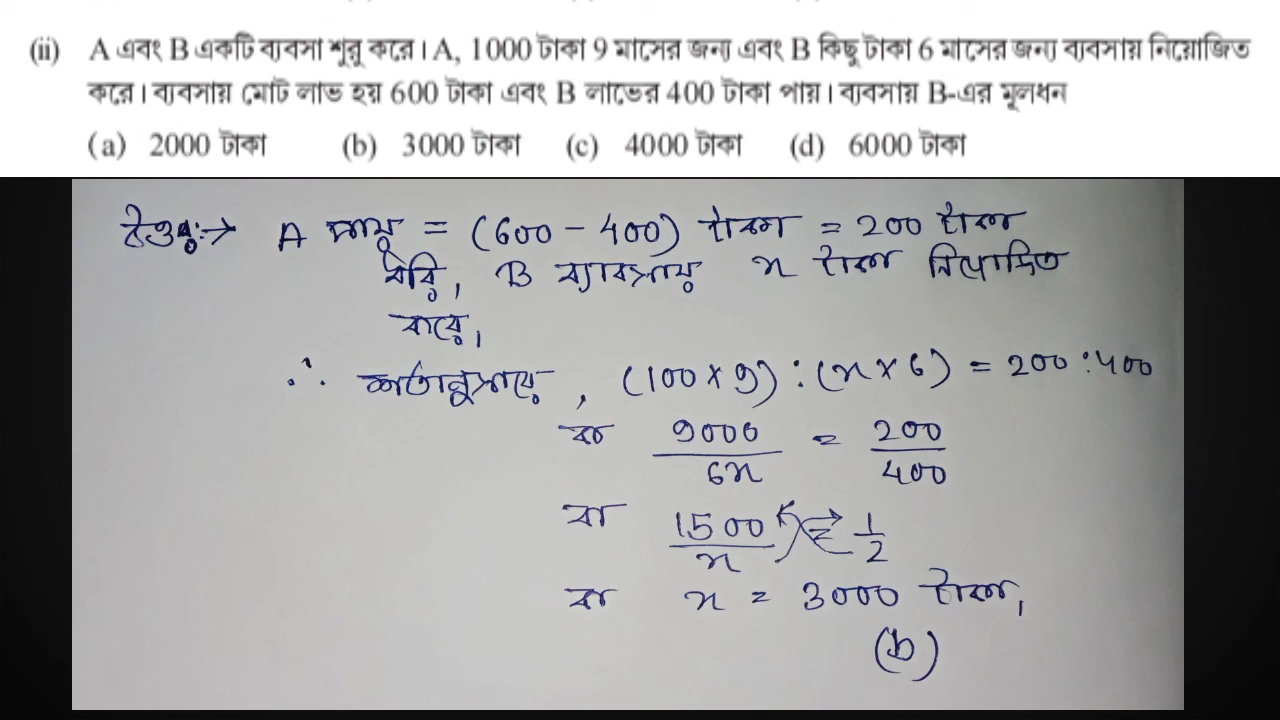 (ii) A এবং B একটি ব্যবসা শুরু করে। A, 1000 টাকা 9 মাসের জন্য এবং B কিছু টাকা 6 মাসের জন্য ব্যবসায় নিয়োজিত
করে। ব্যবসায় মোট লাভ হয় 600 টাকা এবং B লাভের 400 টাকা পায়। ব্যবসায় B-এর মূলধন
(a) 2000 টাকা (b) 3000 টাকা (c) 4000 টাকা (d) 6000 টাকা
উত্তর:→ A পায় = (600 - 400) টাকা = 200 টাকা
ধরি, B ব্যাবসায় x টাকা নিয়োজিত
করে,
∴ শর্তানুসারে, (100 × 9) : (x × 6) = 200 : 400
বা 9000/6x = 200/400
বা 1500/x = 1/2
বা x = 3000 টাকা,
(b)